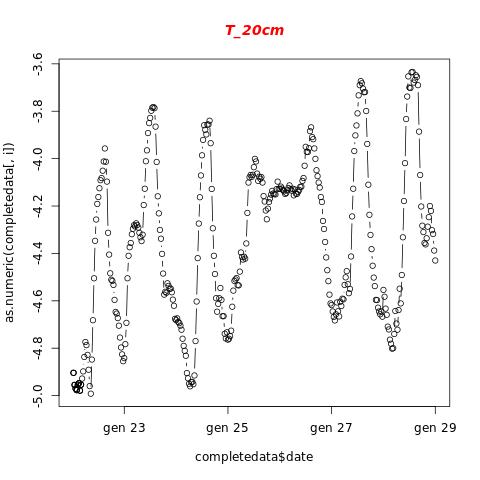 T_20cm
as.numeric(completedata[, i])
-3.6
-3.8
-4.0
-4.2
-4.4
-4.6
-4.8
-5.0
gen 23
gen 25
gen 27
gen 29
completedata$date